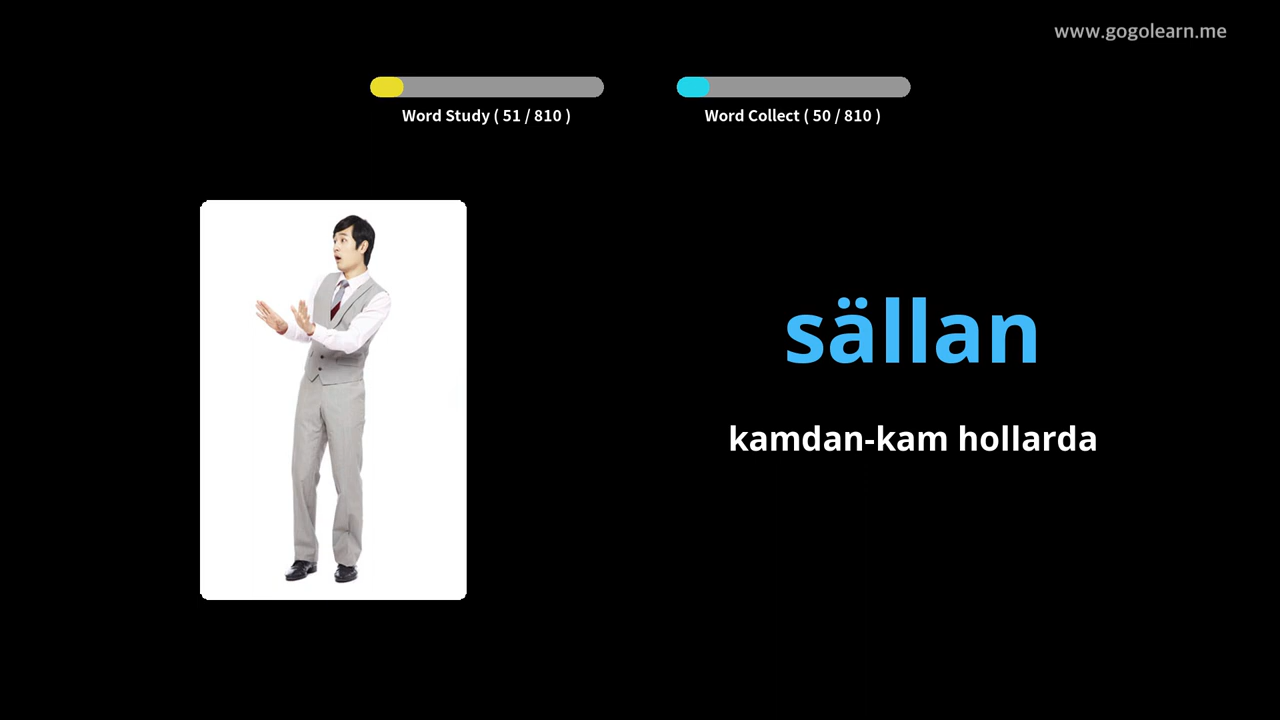 www.gogolearn.me
Word Study ( 51 / 810 )
Word Collect ( 50 / 810 )
sällan
kamdan-kam hollarda